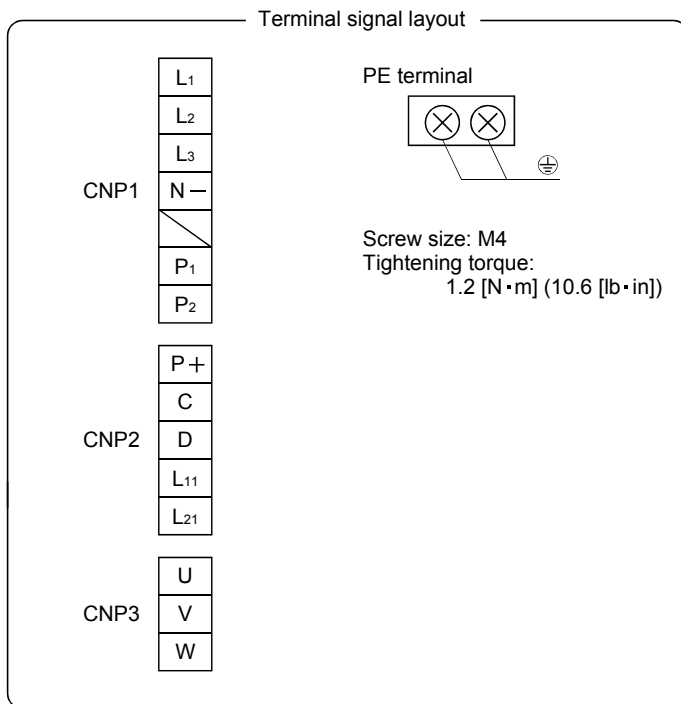 Terminal signal layout
CNP1
L1
L2
L3
N−
P1
P2
CNP2
P+
C
D
L11
L21
CNP3
U
V
W
PE terminal
Screw size: M4
Tightening torque:
1.2 [N·m] (10.6 [lb·in])